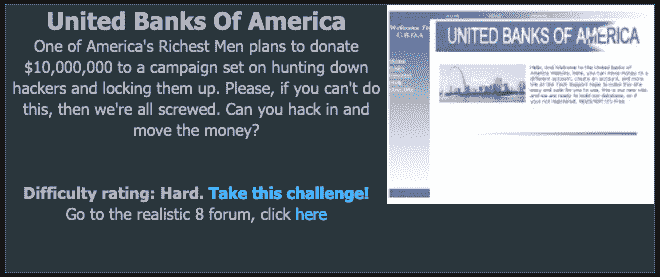 United Banks Of America
One of America's Richest Men plans to donate
$10,000,000 to a campaign set on hunting down
hackers and locking them up. Please, if you can't do
this, then we're all screwed. Can you hack in and
move the money?
Difficulty rating: Hard. Take this challenge!
Go to the realistic 8 forum, click here
Welcome To
U.B.O.A
UNITED BANKS OF AMERICA